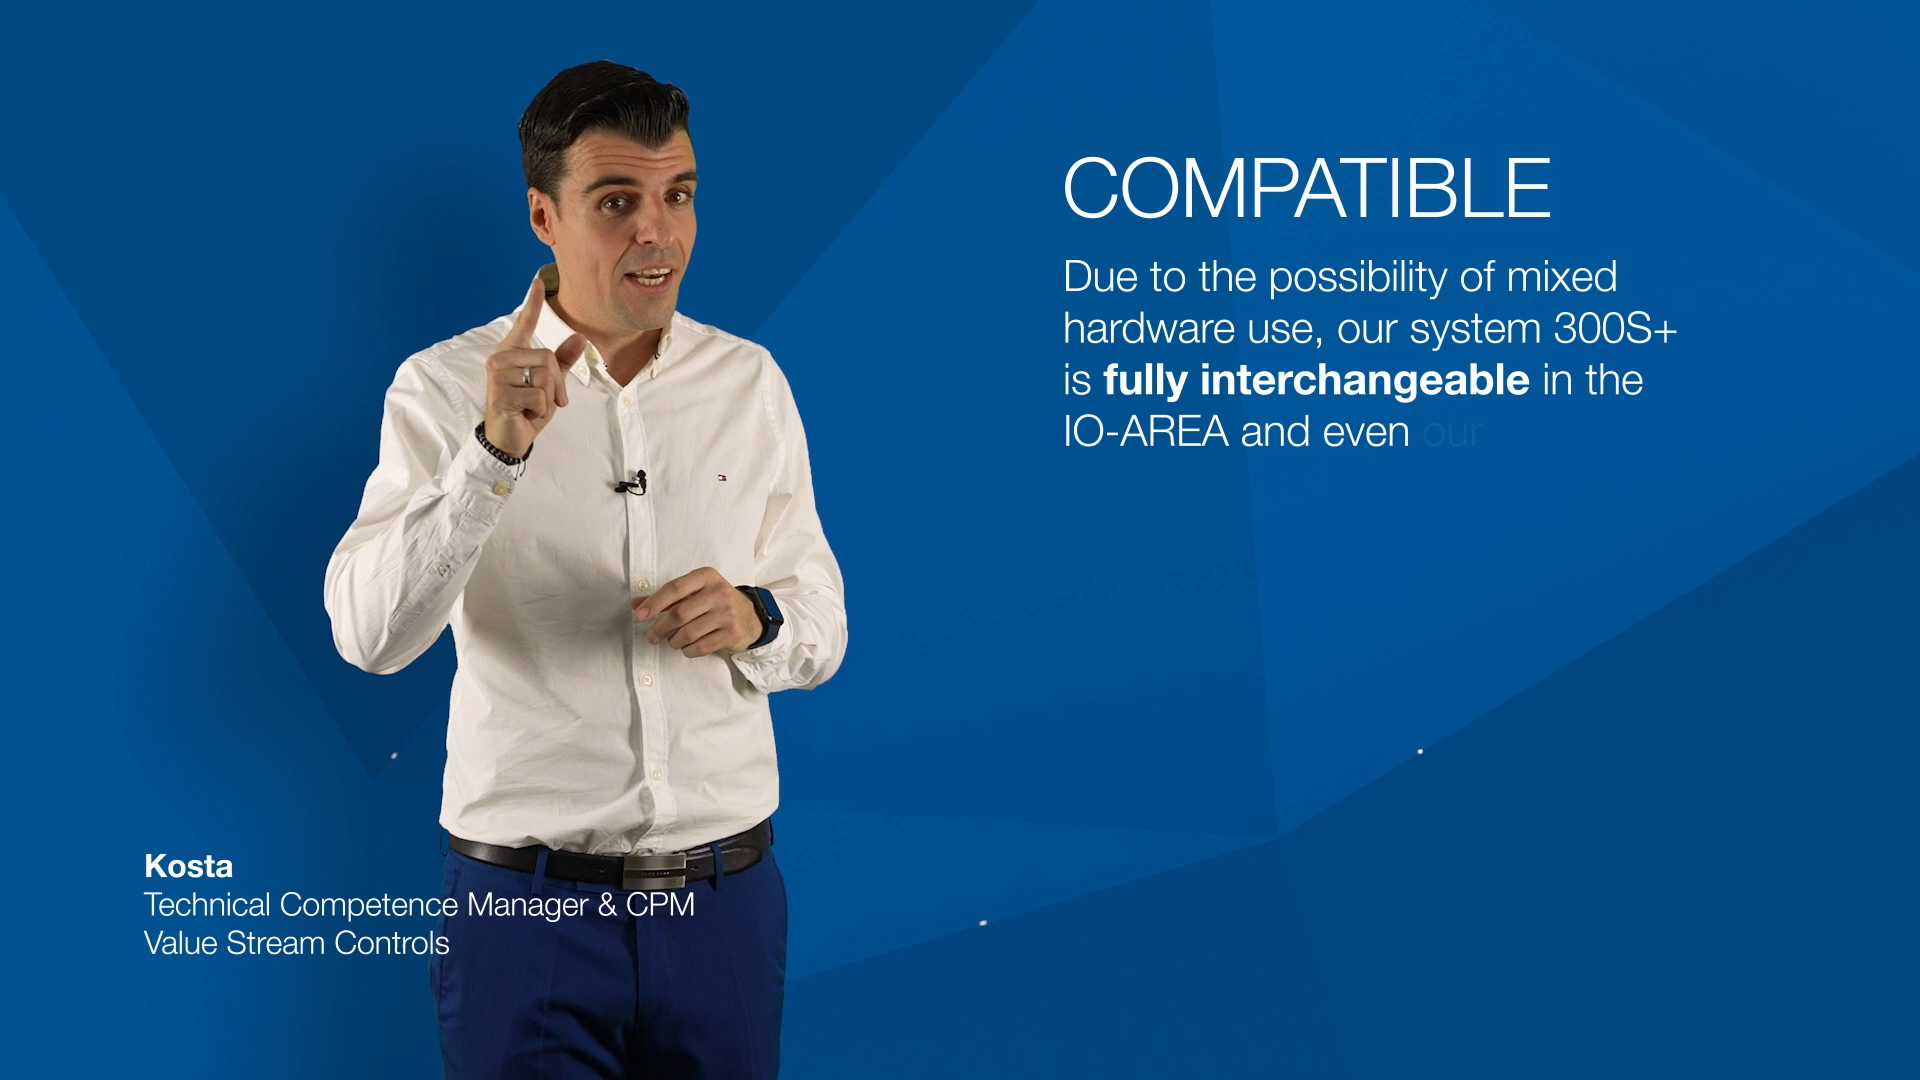 COMPATIBLE
Due to the possibility of mixed
hardware use, our system 300S+
is fully interchangeable in the
IO-AREA and even our
Kosta
Technical Competence Manager & CPM
Value Stream Controls